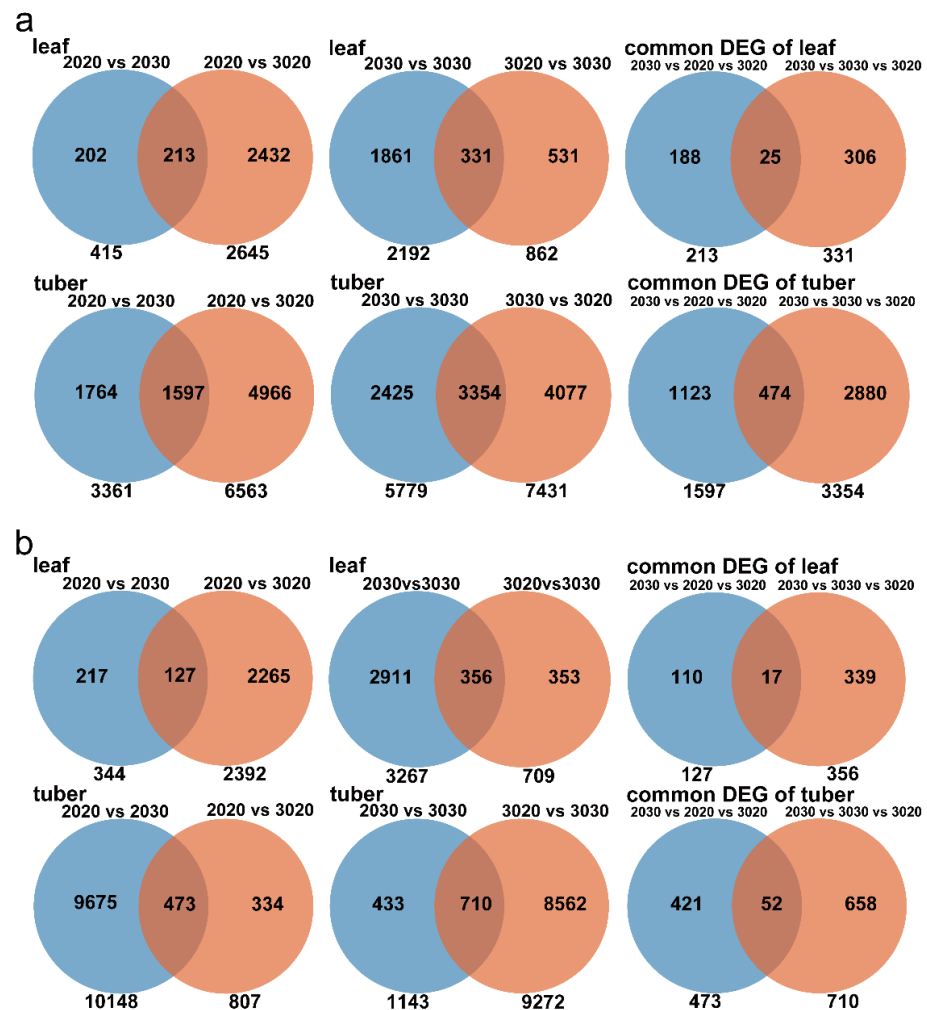 a
leaf
2020 vs 2030 2020 vs 3020
202 213 2432
415 2645
leaf
2030 vs 3030 3020 vs 3030
1861 331 531
2192 862
common DEG of leaf
2030 vs 2020 vs 3020 2030 vs 3030 vs 3020
188 25 306
213 331
tuber
2020 vs 2030 2020 vs 3020
1764 1597 4966
3361 6563
tuber
2030 vs 3030 3030 vs 3020
2425 3354 4077
5779 7431
common DEG of tuber
2030 vs 2020 vs 3020 2030 vs 3030 vs 3020
1123 474 2880
1597 3354
b
leaf
2020 vs 2030 2020 vs 3020
217 127 2265
344 2392
leaf
2030vs3030 3020vs3030
2911 356 353
3267 709
common DEG of leaf
2030 vs 2020 vs 3020 2030 vs 3030 vs 3020
110 17 339
127 356
tuber
2020 vs 2030 2020 vs 3020
9675 473 334
10148 807
tuber
2030 vs 3030 3020 vs 3030
433 710 8562
1143 9272
common DEG of tuber
2030 vs 2020 vs 3020 2030 vs 3030 vs 3020
421 52 658
473 710